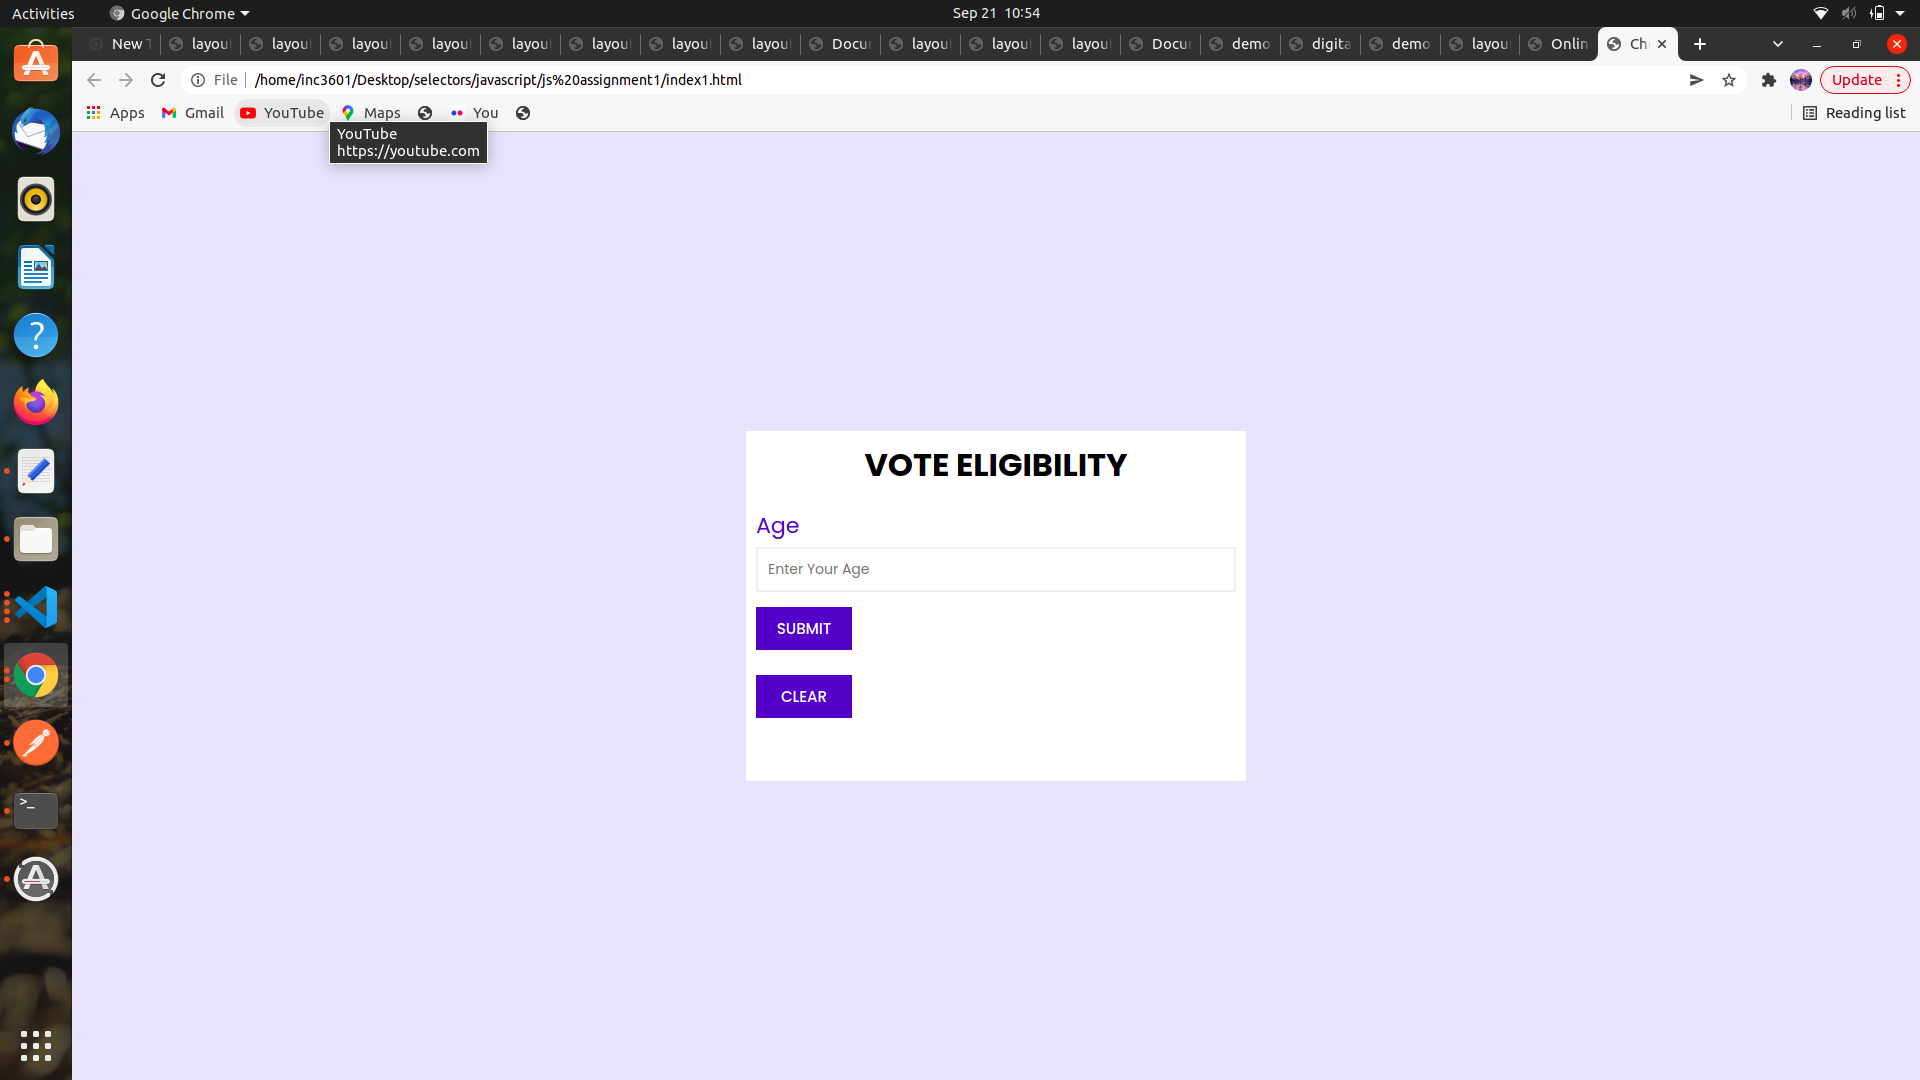 Activities Google Chrome Sep 21 10:54
New layou layou layou layou layou layou layou layou Docu layou layou layou Docu demo digita demo layou Onlin Ch
File /home/inc3601/Desktop/selectors/javascript/js%20assignment1/index1.html Update
Apps Gmail YouTube Maps You Reading list
YouTube
https://youtube.com
VOTE ELIGIBILITY
Age
Enter Your Age
SUBMIT
CLEAR